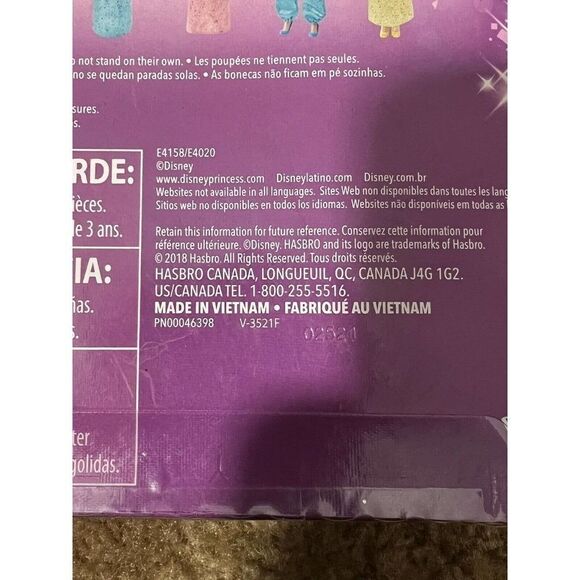 not stand on their own. • Les poupées ne tiennent pas seules.
no se quedan paradas solas. • As bonecas não ficam em pé sozinhas.
sures.
as.
E4158/E4020
©Disney
RDE:
www.disneyprincess.com Disneylatino.com Disney.com.br
Websites not available in all languages. Sites Web non disponibles dans toutes les lang
ièces.
Sitios web no disponibles en todos los idiomas. Websites não disponíveis em todas as
le 3 ans.
Retain this information for future reference. Conservez cette information pour
référence ultérieure. ©Disney. HASBRO and its logo are trademarks of Hasbro.
© 2018 Hasbro. All Rights Reserved. Tous droits réservés.
IA:
HASBRO CANADA, LONGUEUIL, QC, CANADA J4G 1G2.
US/CANADA TEL. 1-800-255-5516.
ñas.
MADE IN VIETNAM • FABRIQUÉ AU VIETNAM
s.
PN00046398 V-3521F
ter
golidas.